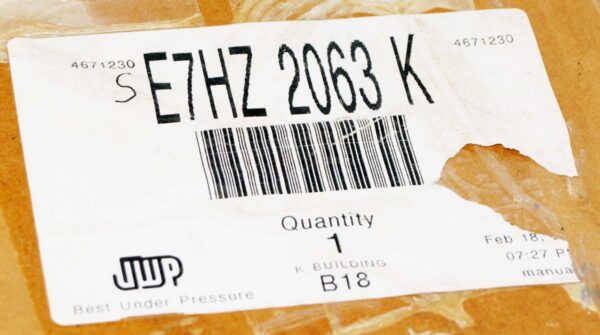 4671230 4671230
S E7HZ 2063 K
Quantity
1
K BUILDING
B18
Feb 18,
07:27 P
manua
JWP
Best Under Pressure